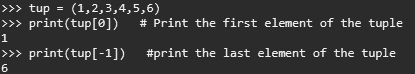 >>> tup = (1,2,3,4,5,6)
>>> print(tup[0])   # Print the first element of the tuple
1
>>> print(tup[-1])   #print the last element of the tuple
6